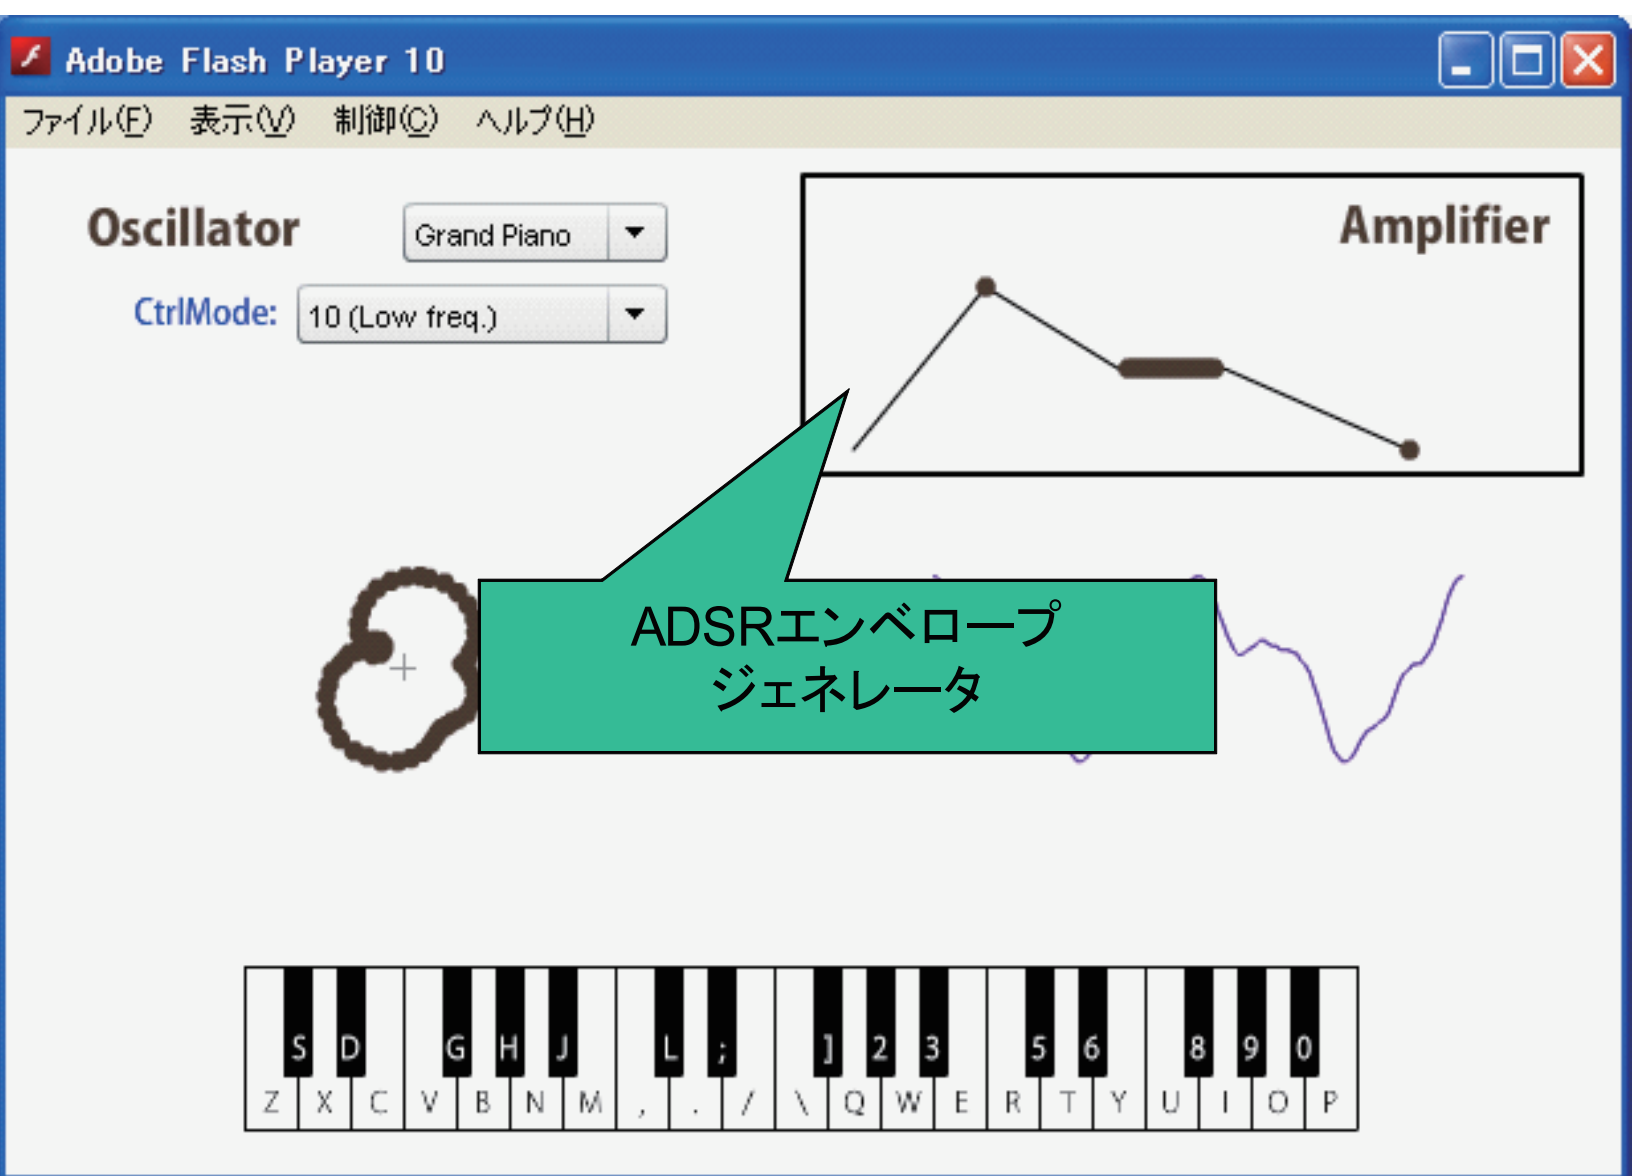 Adobe Flash Player 10
ファイル(F) 表示(V) 制御(C) ヘルプ(H)
Oscillator
Grand Piano
Amplifier
CtrlMode:
10 (Low freq.)
ADSRエンベロープ
ジェネレータ
S D G H J L ; ] 2 3 5 6 8 9 0
Z X C V B N M , . / \ Q W E R T Y U I O P